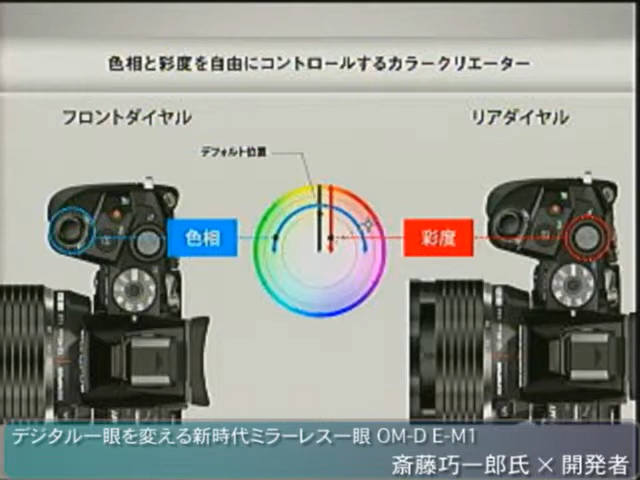 色相と彩度を自由にコントロールするカラークリエーター
フロントダイヤル
リアダイヤル
デフォルト位置
色相
彩度
デジタル一眼を変える新時代ミラーレス一眼 OM-D E-M1
斎藤巧一郎氏 × 開発者